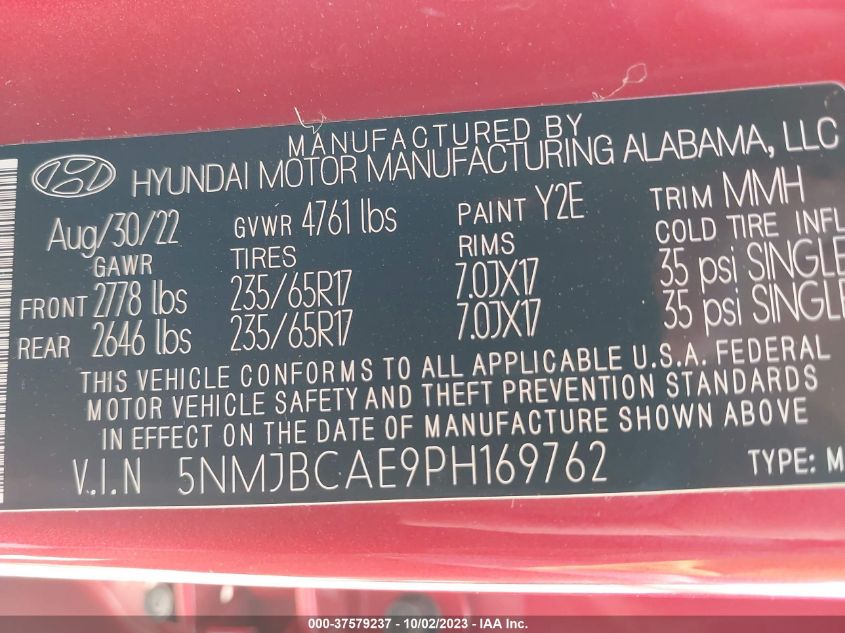 MANUFACTURED BY
HYUNDAI MOTOR MANUFACTURING ALABAMA, LLC
Aug/30/22 GVWR 4761 lbs PAINT Y2E TRIM MMH
GAWR TIRES RIMS COLD TIRE INFL
FRONT 2778 lbs 235/65R17 7.0JX17 35 psi SINGLE
REAR 2646 lbs 235/65R17 7.0JX17 35 psi SINGLE
THIS VEHICLE CONFORMS TO ALL APPLICABLE U.S.A. FEDERAL
MOTOR VEHICLE SAFETY AND THEFT PREVENTION STANDARDS
IN EFFECT ON THE DATE OF MANUFACTURE SHOWN ABOVE
V.I.N 5NMJBCAE9PH169762 TYPE: M
000-37579237 - 10/02/2023 - IAA Inc.